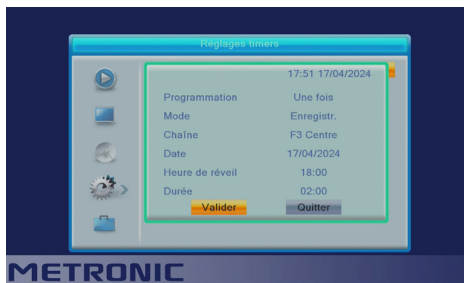 Réglages timers
17:51 17/04/2024
Programmation Une fois
Mode Enregistr.
Chaîne F3 Centre
Date 17/04/2024
Heure de réveil 18:00
Durée 02:00
Valider Quitter
METRONIC